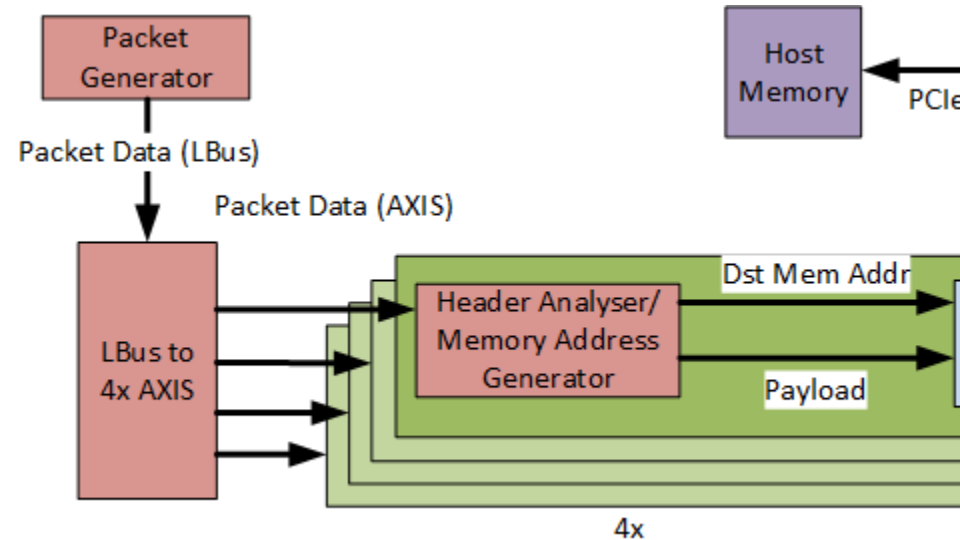 Packet
Generator
Host
Memory
PCIe
Packet Data (LBus)
Packet Data (AXIS)
LBus to
4x AXIS
Header Analyser/
Memory Address
Generator
Dst Mem Addr
Payload
4x